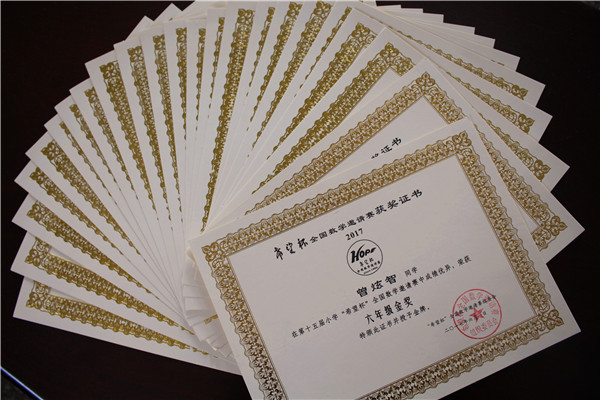 希望杯全国数学邀请赛获奖证书
2017
Hope
曾炫智 同学
在第十五届小学“希望杯”全国数学邀请赛中成绩优异,荣获
六年级金奖
特颁此证书并授予金牌。
奖证书